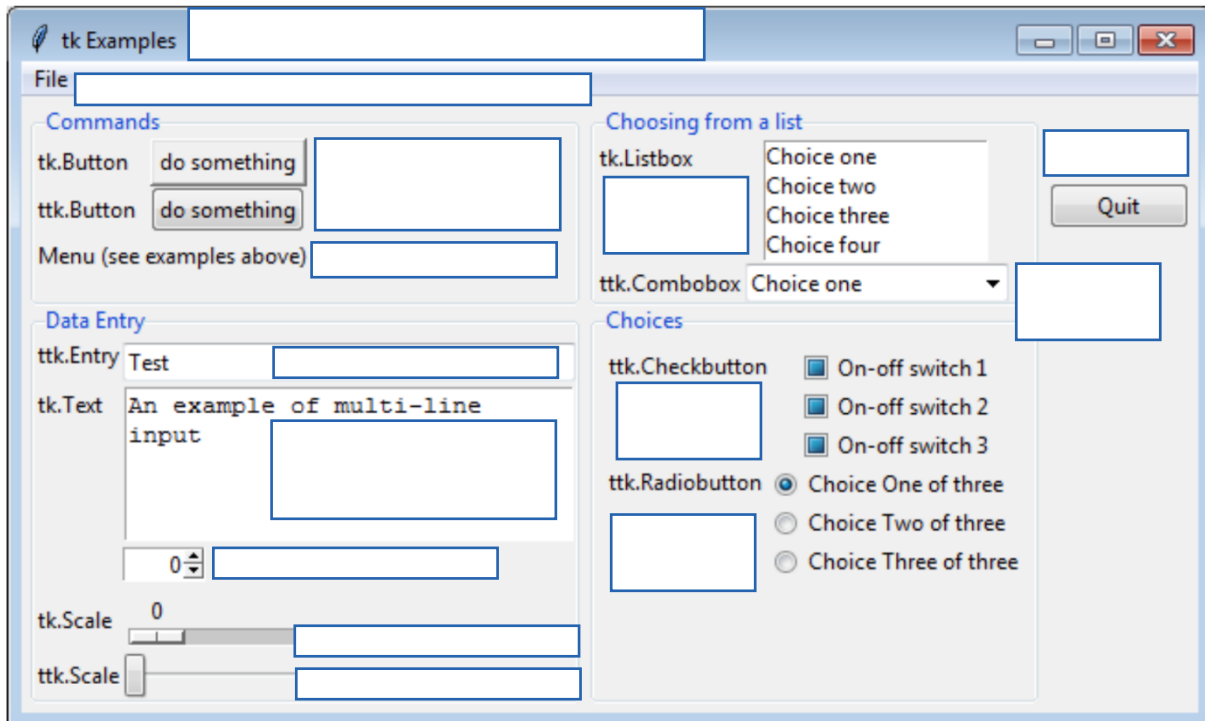 tk Examples
File
Commands
tk.Button do something
ttk.Button do something
Menu (see examples above)
Choosing from a list
tk.Listbox Choice one
Choice two
Choice three
Choice four
ttk.Combobox Choice one
Quit
Data Entry
ttk.Entry Test
tk.Text An example of multi-line
input
0
tk.Scale 0
ttk.Scale
Choices
ttk.Checkbutton On-off switch 1
On-off switch 2
On-off switch 3
ttk.Radiobutton Choice One of three
Choice Two of three
Choice Three of three